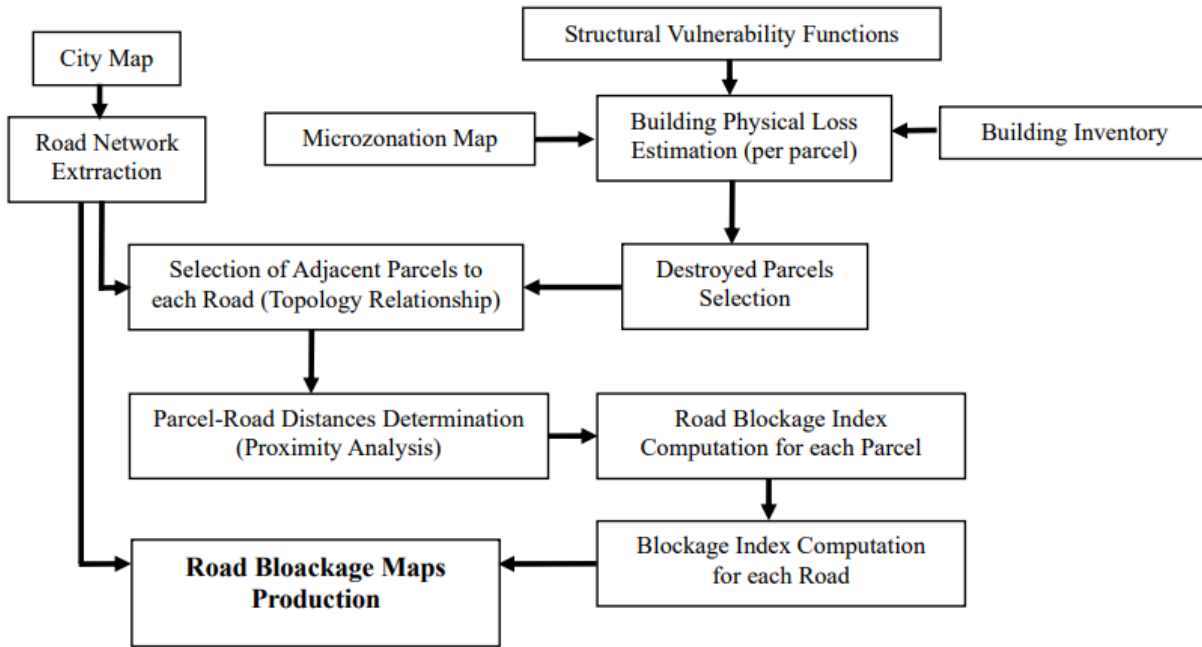 Structural Vulnerability Functions
City Map
Road Network
Extrraction
Microzonation Map
Building Physical Loss
Estimation (per parcel)
Building Inventory
Selection of Adjacent Parcels to
each Road (Topology Relationship)
Destroyed Parcels
Selection
Parcel-Road Distances Determination
(Proximity Analysis)
Road Blockage Index
Computation for each Parcel
Blockage Index Computation
for each Road
Road Bloackage Maps
Production